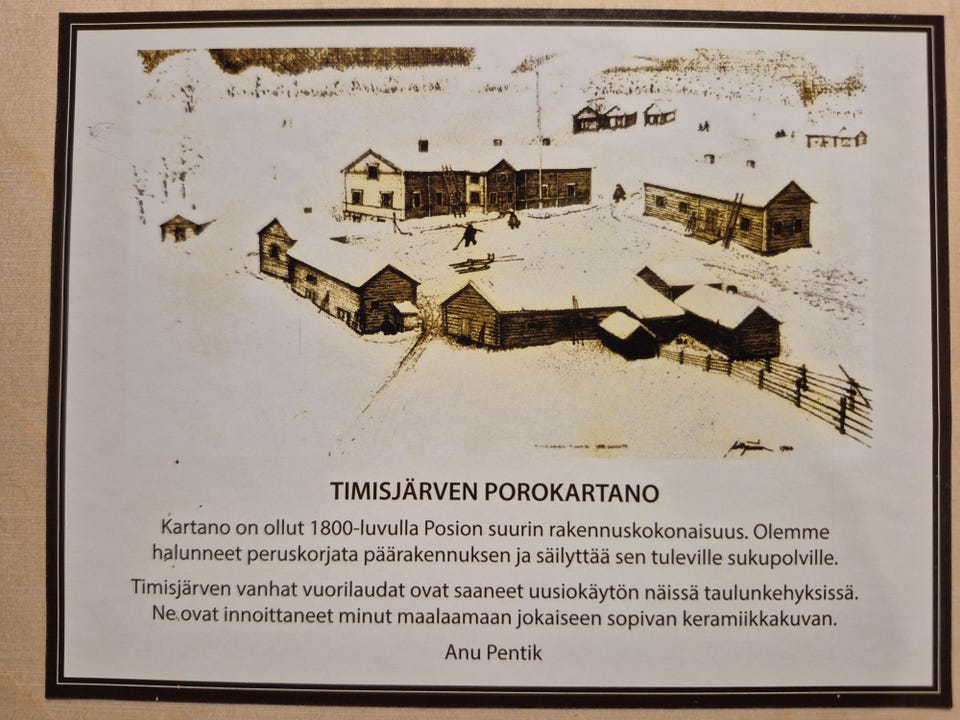 TIMISJÄRVEN POROKARTANO
Kartano on ollut 1800-luvulla Posion suurin rakennuskokonaisuus. Olemme
halunneet peruskorjata päärakennuksen ja säilyttää sen tuleville sukupolville.
Timisjärven vanhat vuorilaudat ovat saaneet uusiokäytön näissä taulunkehyksissä.
Ne ovat innoittaneet minut maalaamaan jokaiseen sopivan keramiikkakuvan.
Anu Pentik